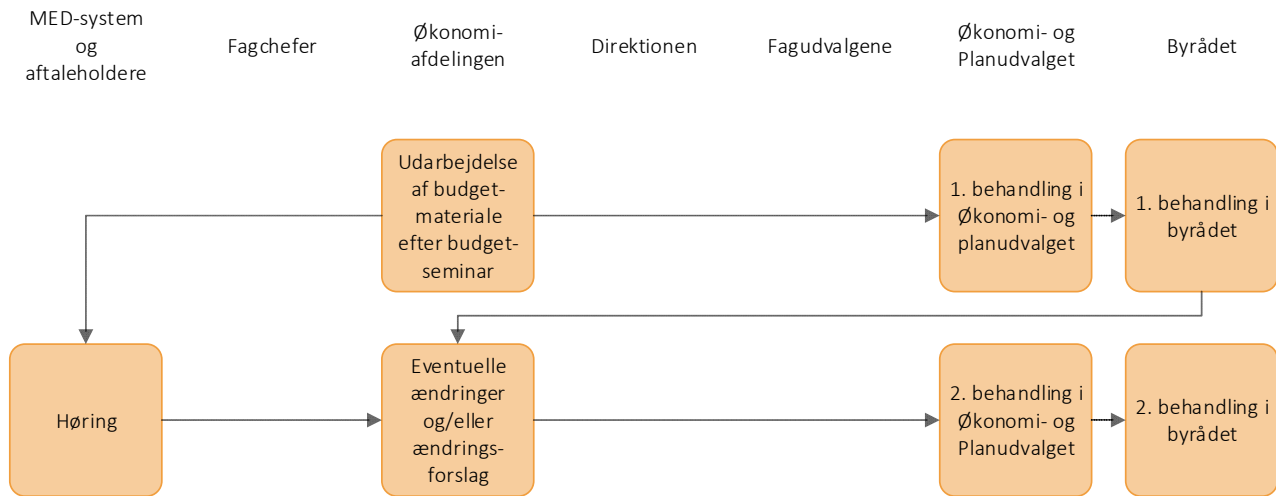 MED-system
og
aftaleholdere
Fagchefer
Økonomi-
afdelingen
Direktionen
Fagudvalgene
Økonomi- og
Planudvalget
Byrådet
Udarbejdelse
af budget-
materiale
efter budget-
seminar
1. behandling i
Økonomi- og
planudvalget
1. behandling i
byrådet
Høring
Eventuelle
ændringer
og/eller
ændrings-
forslag
2. behandling i
Økonomi- og
Planudvalget
2. behandling i
byrådet